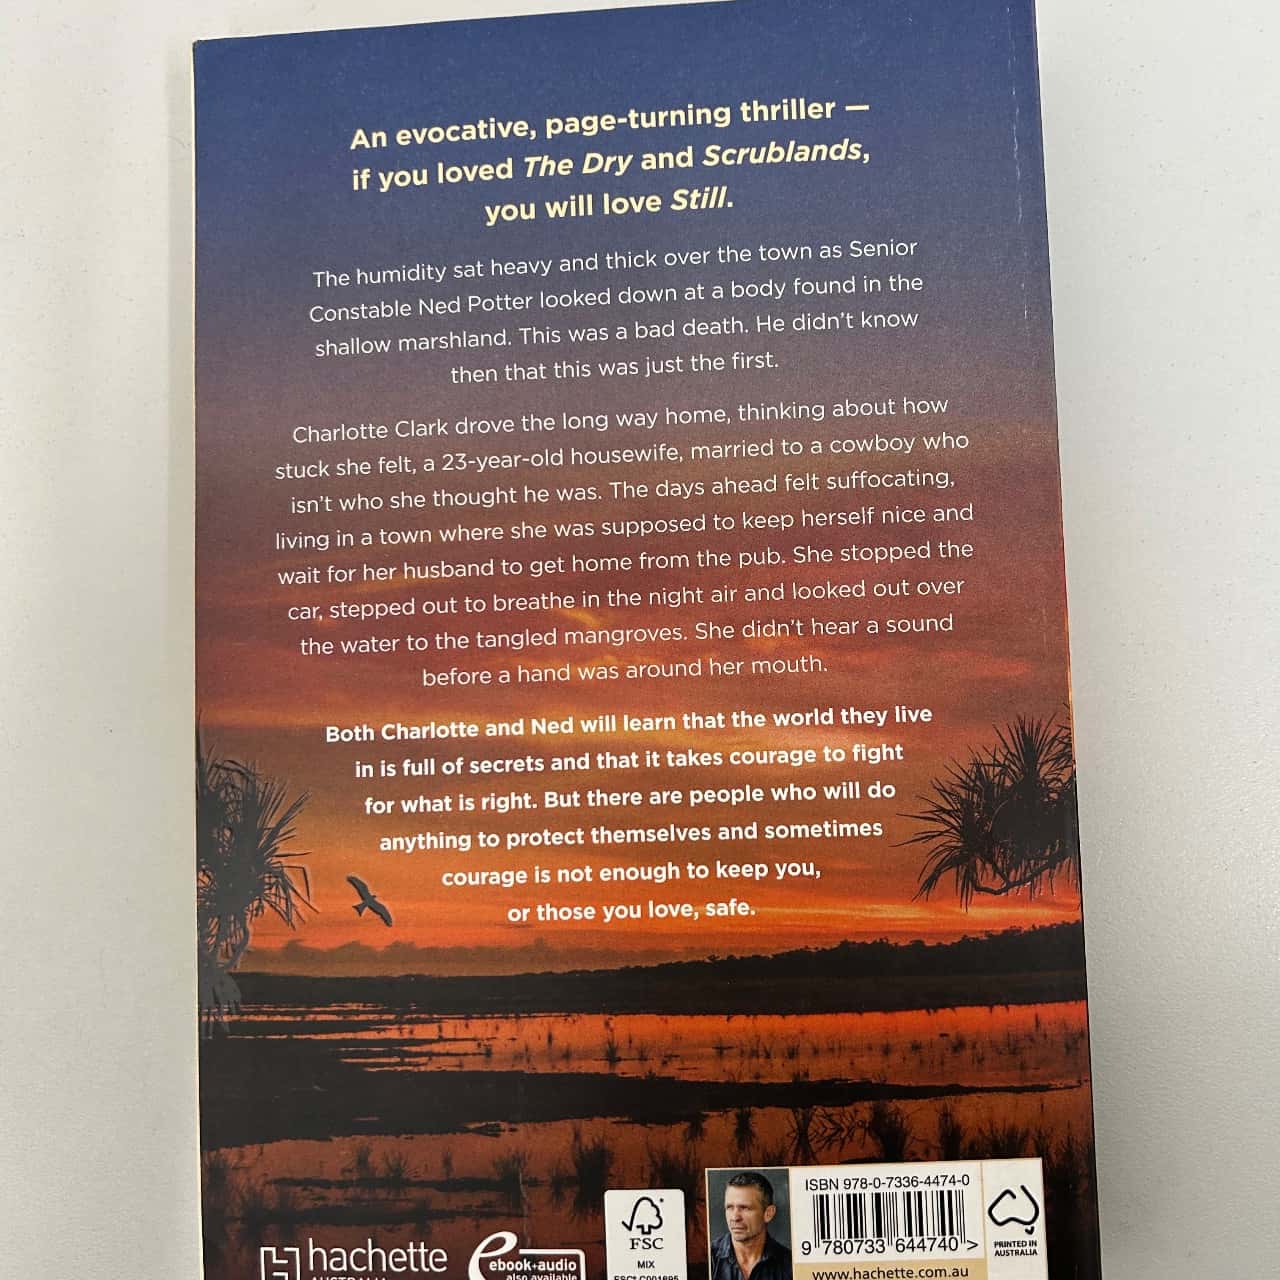 An evocative, page-turning thriller —
if you loved The Dry and Scrublands,
you will love Still.
The humidity sat heavy and thick over the town as Senior
Constable Ned Potter looked down at a body found in the
shallow marshland. This was a bad death. He didn't know
then that this was just the first.
Charlotte Clark drove the long way home, thinking about how
stuck she felt, a 23-year-old housewife, married to a cowboy who
isn't who she thought he was. The days ahead felt suffocating,
living in a town where she was supposed to keep herself nice and
wait for her husband to get home from the pub. She stopped the
car, stepped out to breathe in the night air and looked out over
the water to the tangled mangroves. She didn't hear a sound
before a hand was around her mouth.
Both Charlotte and Ned will learn that the world they live
in is full of secrets and that it takes courage to fight
for what is right. But there are people who will do
anything to protect themselves and sometimes
courage is not enough to keep you,
or those you love, safe.
hachette
AUSTRALIA
ebook+audio
also available
FSC
MIX
FSC® C001695
ISBN 978-0-7336-4474-0
9 780733 644740 >
www.hachette.com.au
PRINTED IN
AUSTRALIA